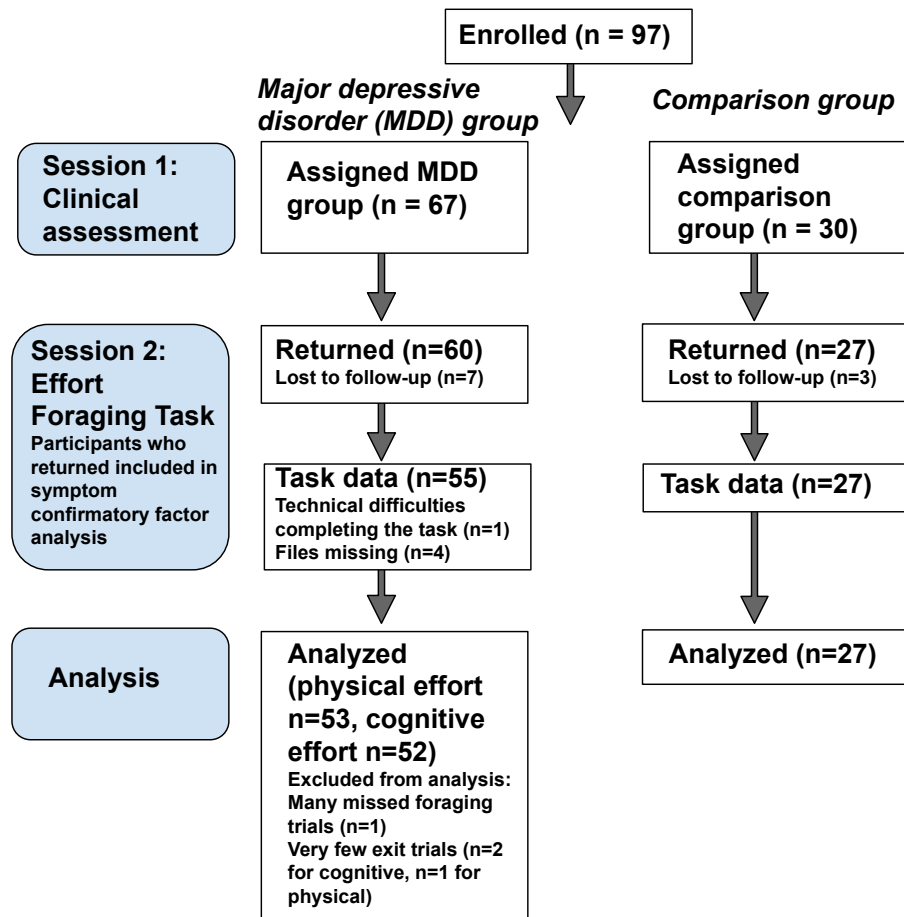 Enrolled (n = 97)
Major depressive
disorder (MDD) group
Comparison group
Session 1:
Clinical
assessment
Assigned MDD
group (n = 67)
Assigned
comparison
group (n = 30)
Session 2:
Effort
Foraging Task
Participants who
returned included in
symptom
confirmatory factor
analysis
Returned (n=60)
Lost to follow-up (n=7)
Returned (n=27)
Lost to follow-up (n=3)
Task data (n=55)
Technical difficulties
completing the task (n=1)
Files missing (n=4)
Task data (n=27)
Analysis
Analyzed
(physical effort
n=53, cognitive
effort n=52)
Excluded from analysis:
Many missed foraging
trials (n=1)
Very few exit trials (n=2
for cognitive, n=1 for
physical)
Analyzed (n=27)